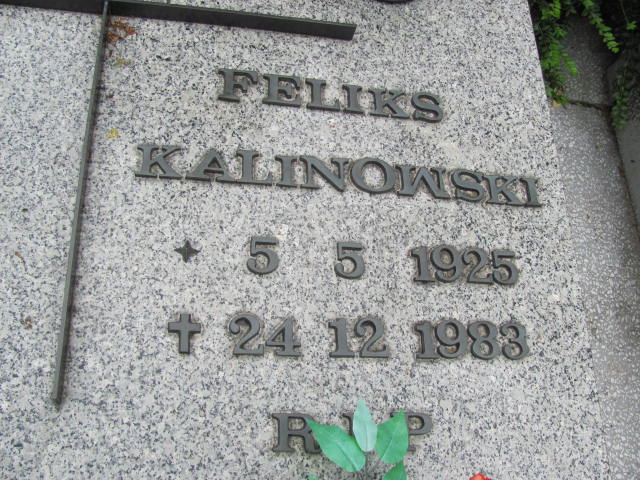 FELIKS
KALINOWSKI
5 5 1925
✝ 24 12 1983
R I P